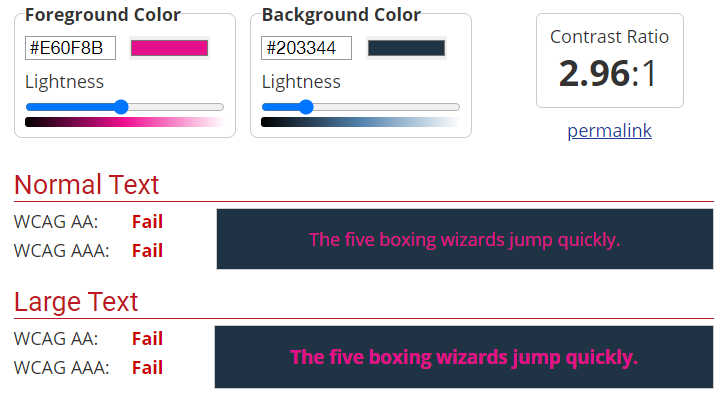 Foreground Color
#E60F8B
Lightness
Background Color
#203344
Lightness
Contrast Ratio
2.96:1
permalink
Normal Text
WCAG AA: Fail
WCAG AAA: Fail
The five boxing wizards jump quickly.
Large Text
WCAG AA: Fail
WCAG AAA: Fail
The five boxing wizards jump quickly.